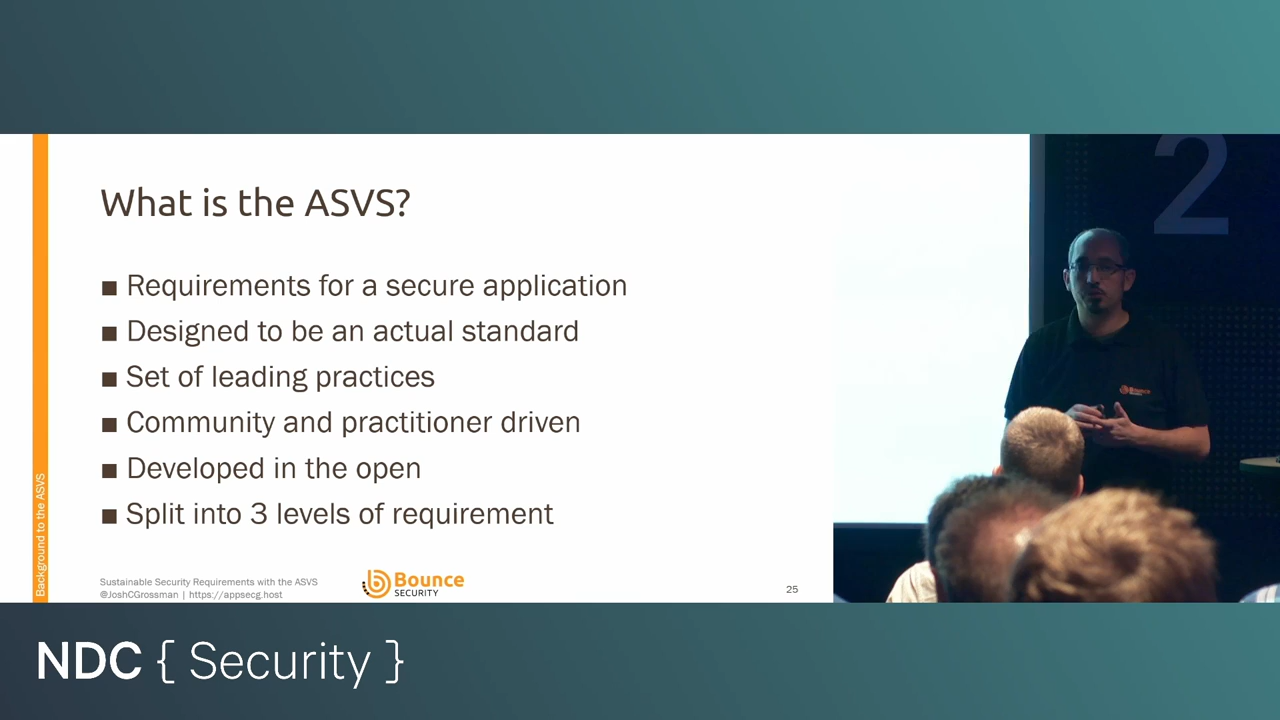 2
What is the ASVS?
■ Requirements for a secure application
■ Designed to be an actual standard
■ Set of leading practices
■ Community and practitioner driven
■ Developed in the open
■ Split into 3 levels of requirement
Background to the ASVS
Sustainable Security Requirements with the ASVS
@JoshCGrossman | https://appsecg.host
Bounce
SECURITY
25
Bounce
NDC { Security }